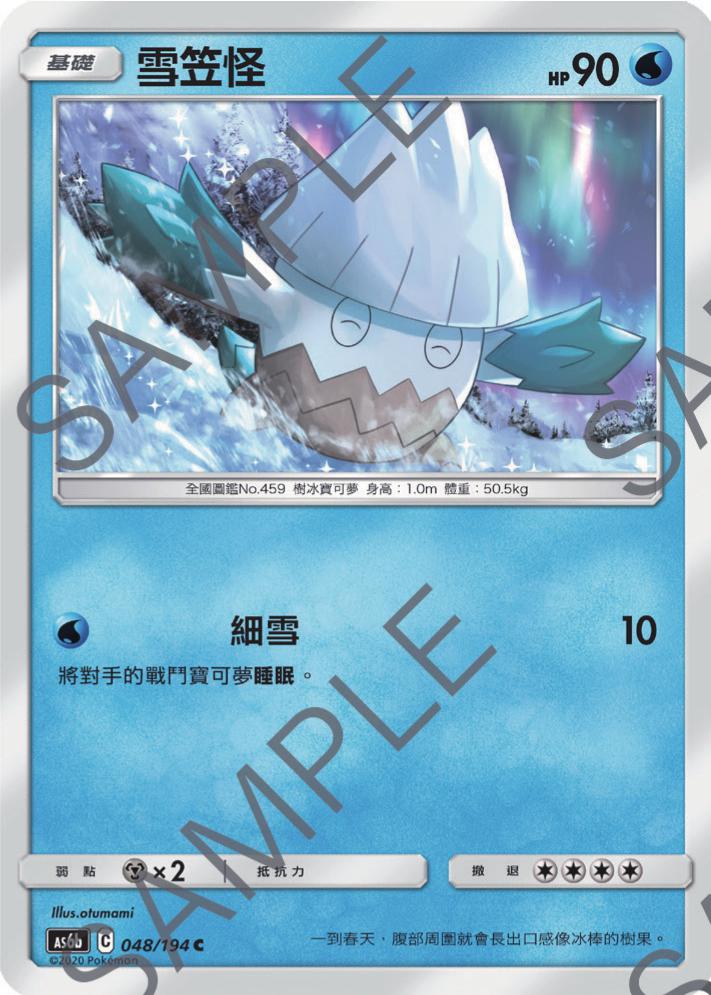 基礎 雪笠怪 HP 90
全國圖鑑No.459 樹冰寶可夢 身高：1.0m 體重：50.5kg
細雪 10
將對手的戰鬥寶可夢睡眠。
弱點 ×2 抵抗力 撤退
Illus.otumami
AS6b C 048/194 C
一到春天，腹部周圍就會長出口感像冰棒的樹果。
©2020 Pokémon
SAMPLE
SAMPLE
SA